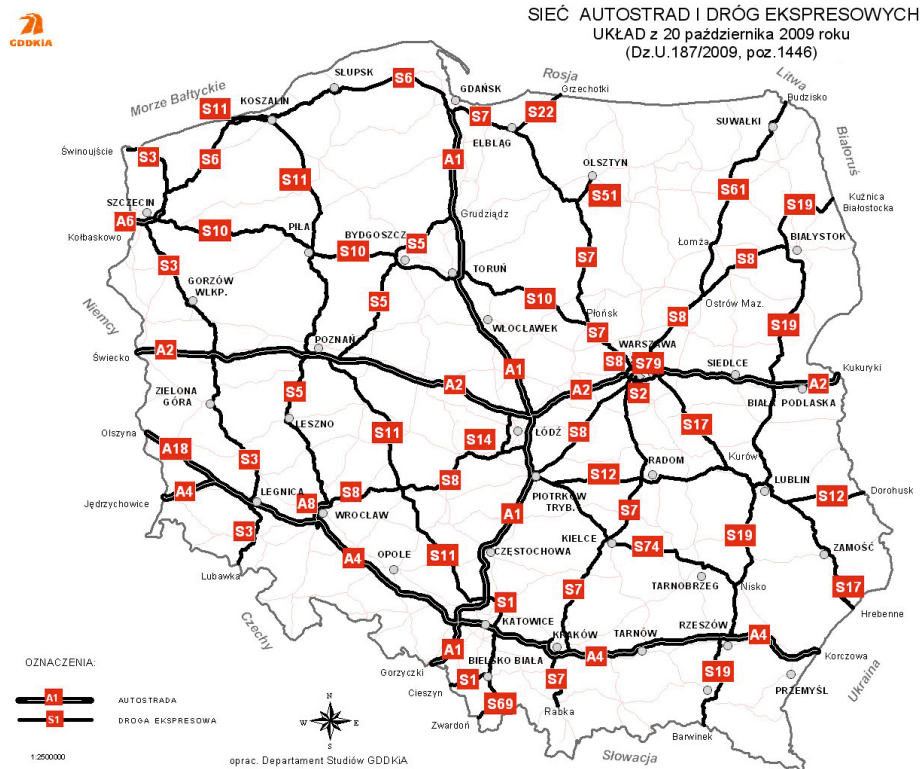 GDDKiA
SIEĆ AUTOSTRAD I DRÓG EKSPRESOWYCH
UKŁAD z 20 października 2009 roku
(Dz.U.187/2009, poz.1446)
Morze Bałtyckie
Rosja
Litwa
Białoruś
Niemcy
Czechy
Słowacja
Ukraina
SŁUPSK
S6
GDAŃSK
Grzechotki
Budzisko
S11
KOSZALIN
S7
S22
ELBLĄG
SUWAŁKI
Świnoujście
S3
S6
A1
OLSZTYN
S11
S51
S61
SZCZECIN
S19
Kuźnica
Białostocka
A6
Kołbaskowo
S10
PIŁA
Grudziądz
BYDGOSZCZ
S5
S10
Łomża
BIAŁYSTOK
S3
S7
S8
TORUŃ
GORZÓW
WLKP.
S5
S10
Ostrów Maz.
Płońsk
WŁOCŁAWEK
S7
S8
S19
POZNAŃ
WARSZAWA
Świecko
A2
A1
S8
S79
SIEDLCE
Kukuryki
A2
A2
S2
A2
BIAŁA PODLASKA
ZIELONA
GÓRA
S5
LESZNO
S11
S14
ŁÓDŹ
S8
S17
Olszyna
A18
S3
S8
S8
S12
RADOM
Kurów
Jędrzychowice
A4
LEGNICA
A8
WROCŁAW
PIOTRKÓW
TRYB.
LUBLIN
S12
Dorohusk
S3
A1
S7
KIELCE
S19
A4
OPOLE
S11
CZĘSTOCHOWA
S74
ZAMOŚĆ
Lubawka
S7
TARNOBRZEG
Nisko
S17
S1
Hrebenne
KATOWICE
KRAKÓW
TARNÓW
RZESZÓW
A4
A1
BIELSKO BIAŁA
A4
Korczowa
Gorzyczki
S1
S7
S19
PRZEMYŚL
Cieszyn
S69
Zwardoń
Rabka
Barwinek
OZNACZENIA:
A1 AUTOSTRADA
S1 DROGA EKSPRESOWA
1:2500000
N
W E
S
oprac. Departament Studiów GDDKiA